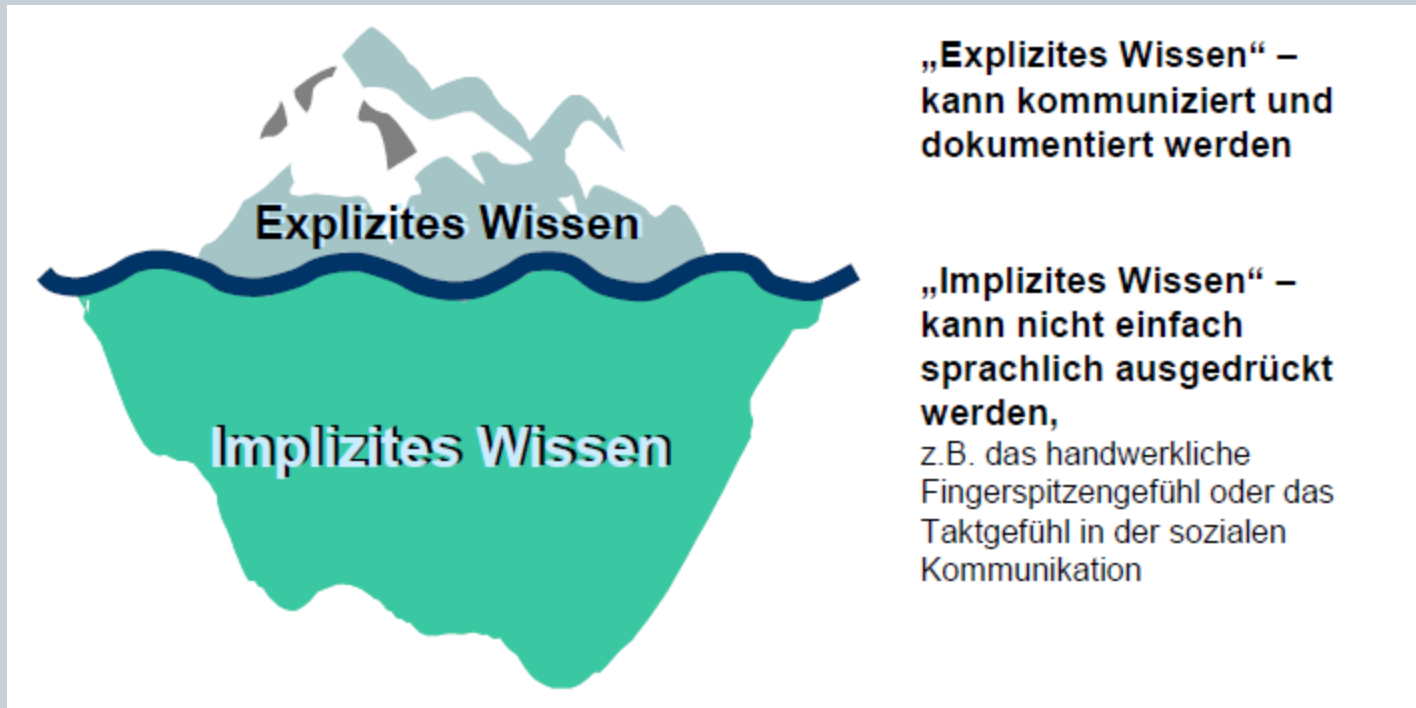 Explizites Wissen
Implizites Wissen
„Explizites Wissen“ –
kann kommuniziert und
dokumentiert werden
„Implizites Wissen“ –
kann nicht einfach
sprachlich ausgedrückt
werden,
z.B. das handwerkliche
Fingerspitzengefühl oder das
Taktgefühl in der sozialen
Kommunikation